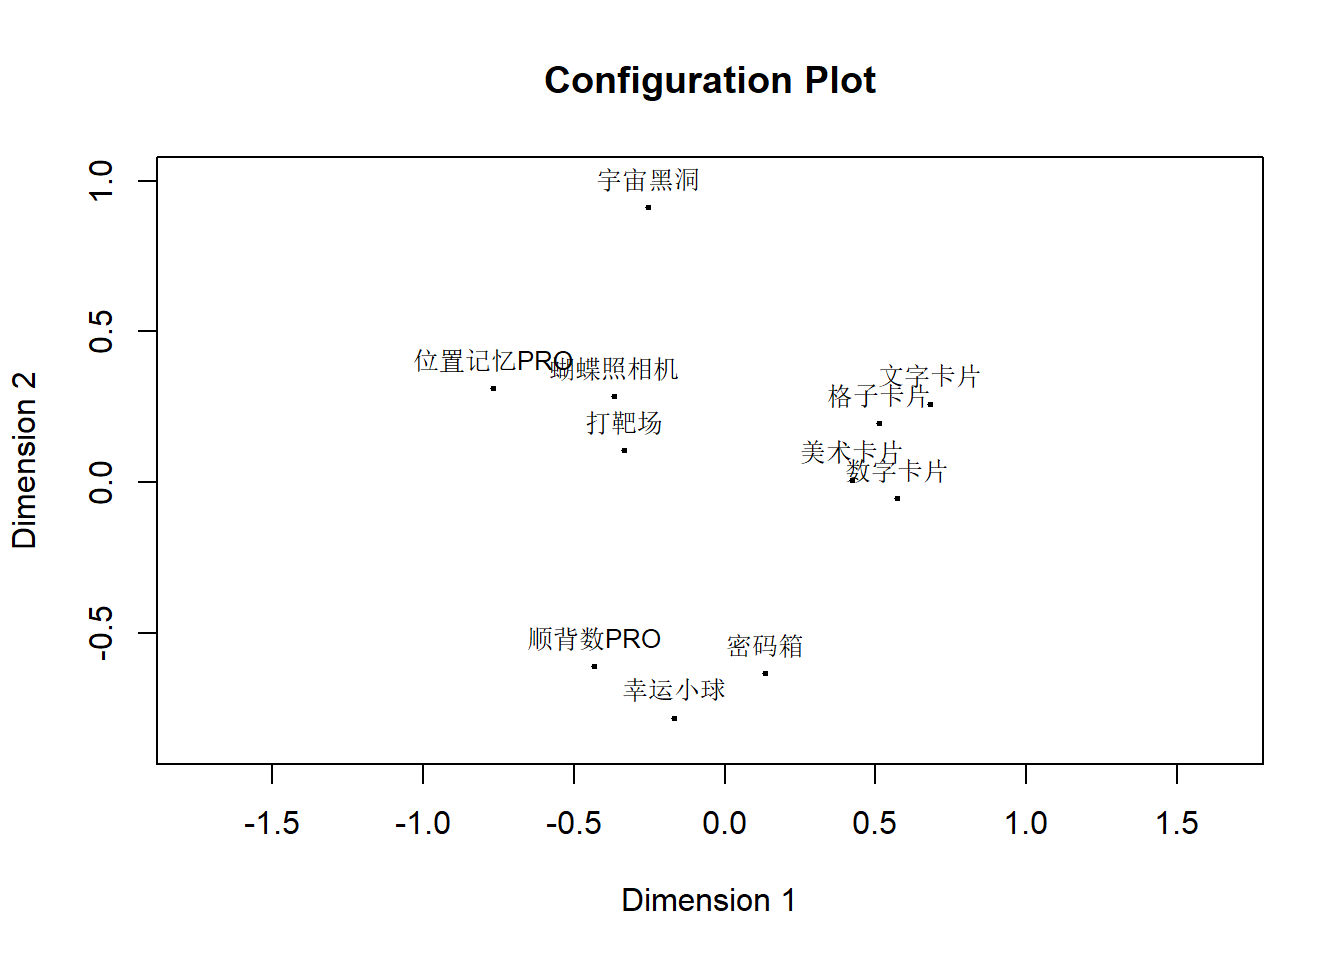 Configuration Plot
宇宙黑洞
位置记忆PRO
蝴蝶照相机
文字卡片
格子卡片
打靶场
美术卡片
数字卡片
顺背数PRO
密码箱
幸运小球
1.0
0.5
0.0
-0.5
Dimension 2
-1.5 -1.0 -0.5 0.0 0.5 1.0 1.5
Dimension 1